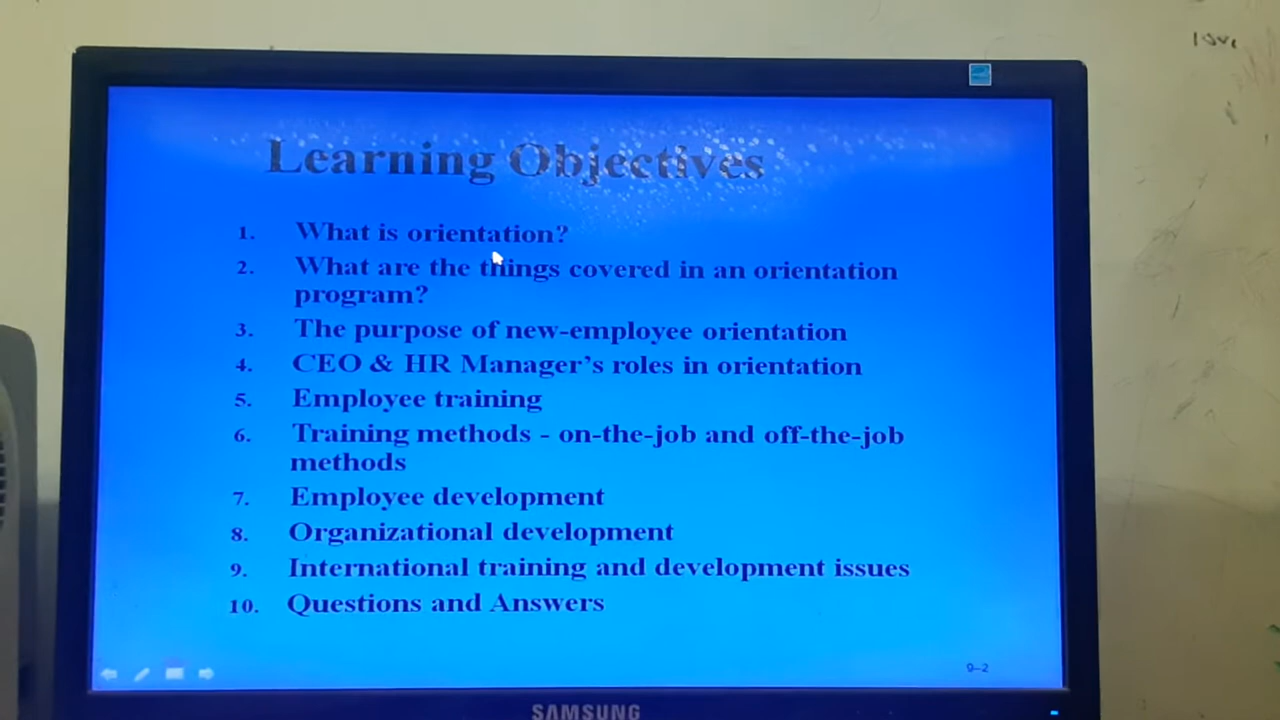 Learning Objectives
1. What is orientation?
2. What are the things covered in an orientation
program?
3. The purpose of new-employee orientation
4. CEO & HR Manager's roles in orientation
5. Employee training
6. Training methods - on-the-job and off-the-job
methods
7. Employee development
8. Organizational development
9. International training and development issues
10. Questions and Answers
9-2
SAMSUNG